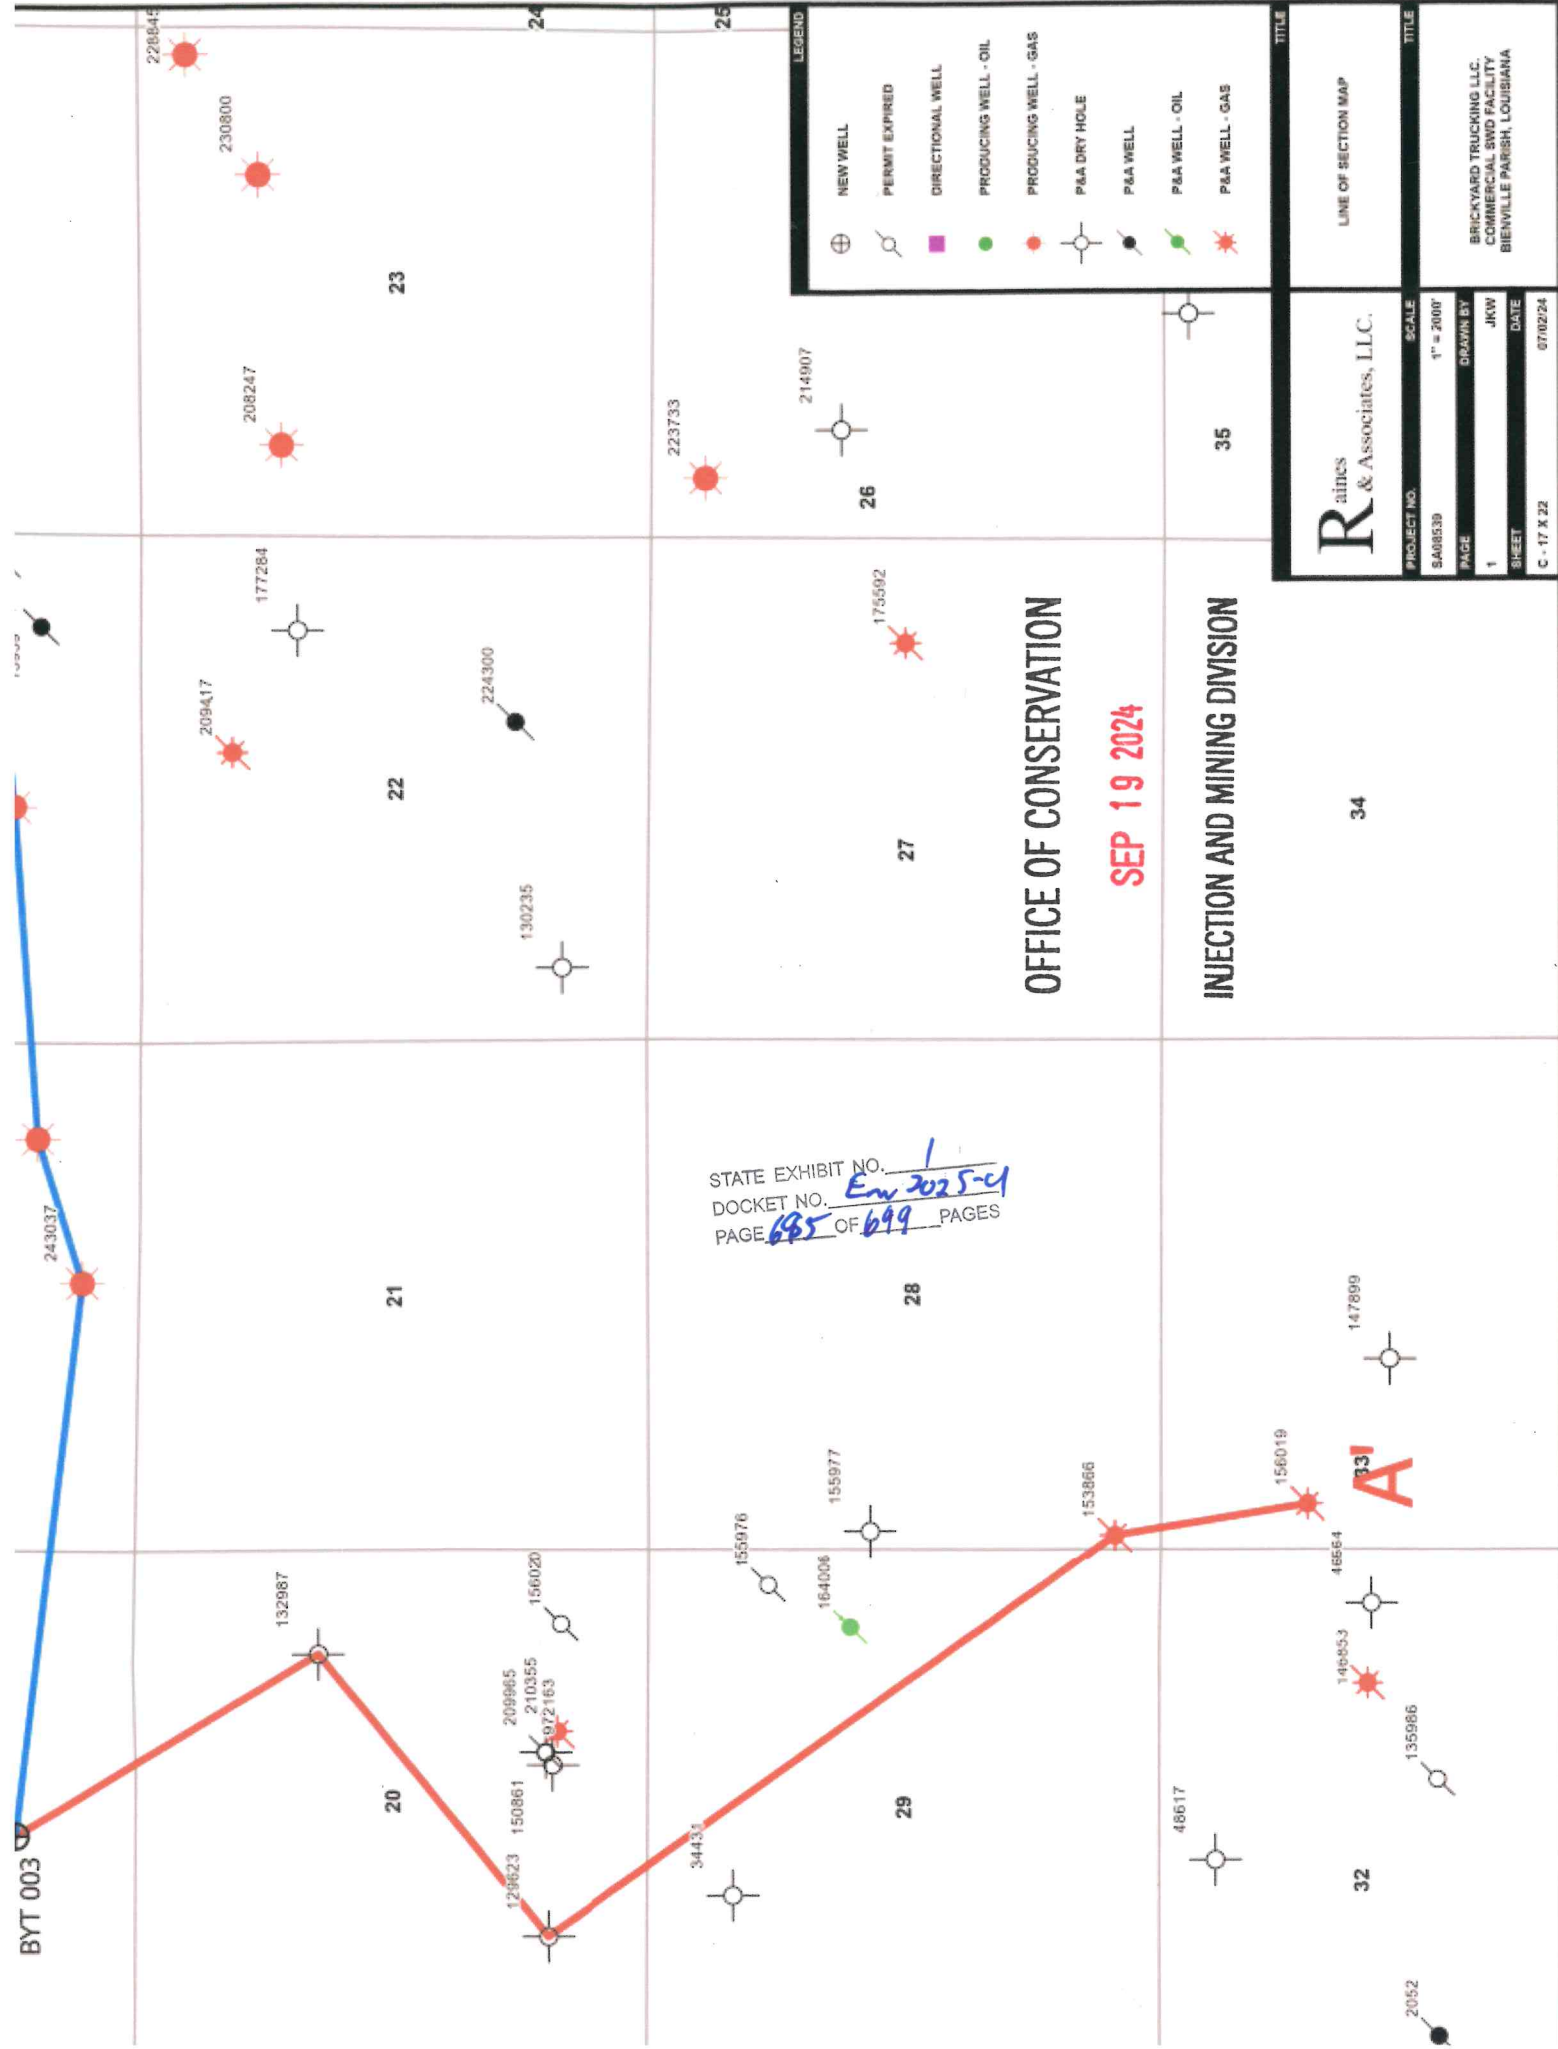 BYT 003
243037
228845
230800
208247
177284
209417
224300
130235
223733
214907
175592
132987
156020
209965
210355
972163
150861
129623
34431
155976
155977
164006
153866
156019
147899
46664
146853
135986
48617
2052
20
21
22
23
24
25
26
27
28
29
32
33
34
35
A'
OFFICE OF CONSERVATION
SEP 19 2024
INJECTION AND MINING DIVISION
STATE EXHIBIT NO. 1
DOCKET NO. Env 2025-01
PAGE 685 OF 699 PAGES
LEGEND
NEW WELL
PERMIT EXPIRED
DIRECTIONAL WELL
PRODUCING WELL - OIL
PRODUCING WELL - GAS
P&A DRY HOLE
P&A WELL
P&A WELL - OIL
P&A WELL - GAS
TITLE
LINE OF SECTION MAP
Raines
& Associates, LLC.
TITLE
BRICKYARD TRUCKING LLC.
COMMERCIAL SWD FACILITY
BIENVILLE PARISH, LOUISIANA
PROJECT NO. SCALE
SA08539 1" = 2000'
PAGE DRAWN BY
1 JKW
SHEET DATE
C - 17 X 22 07/02/24